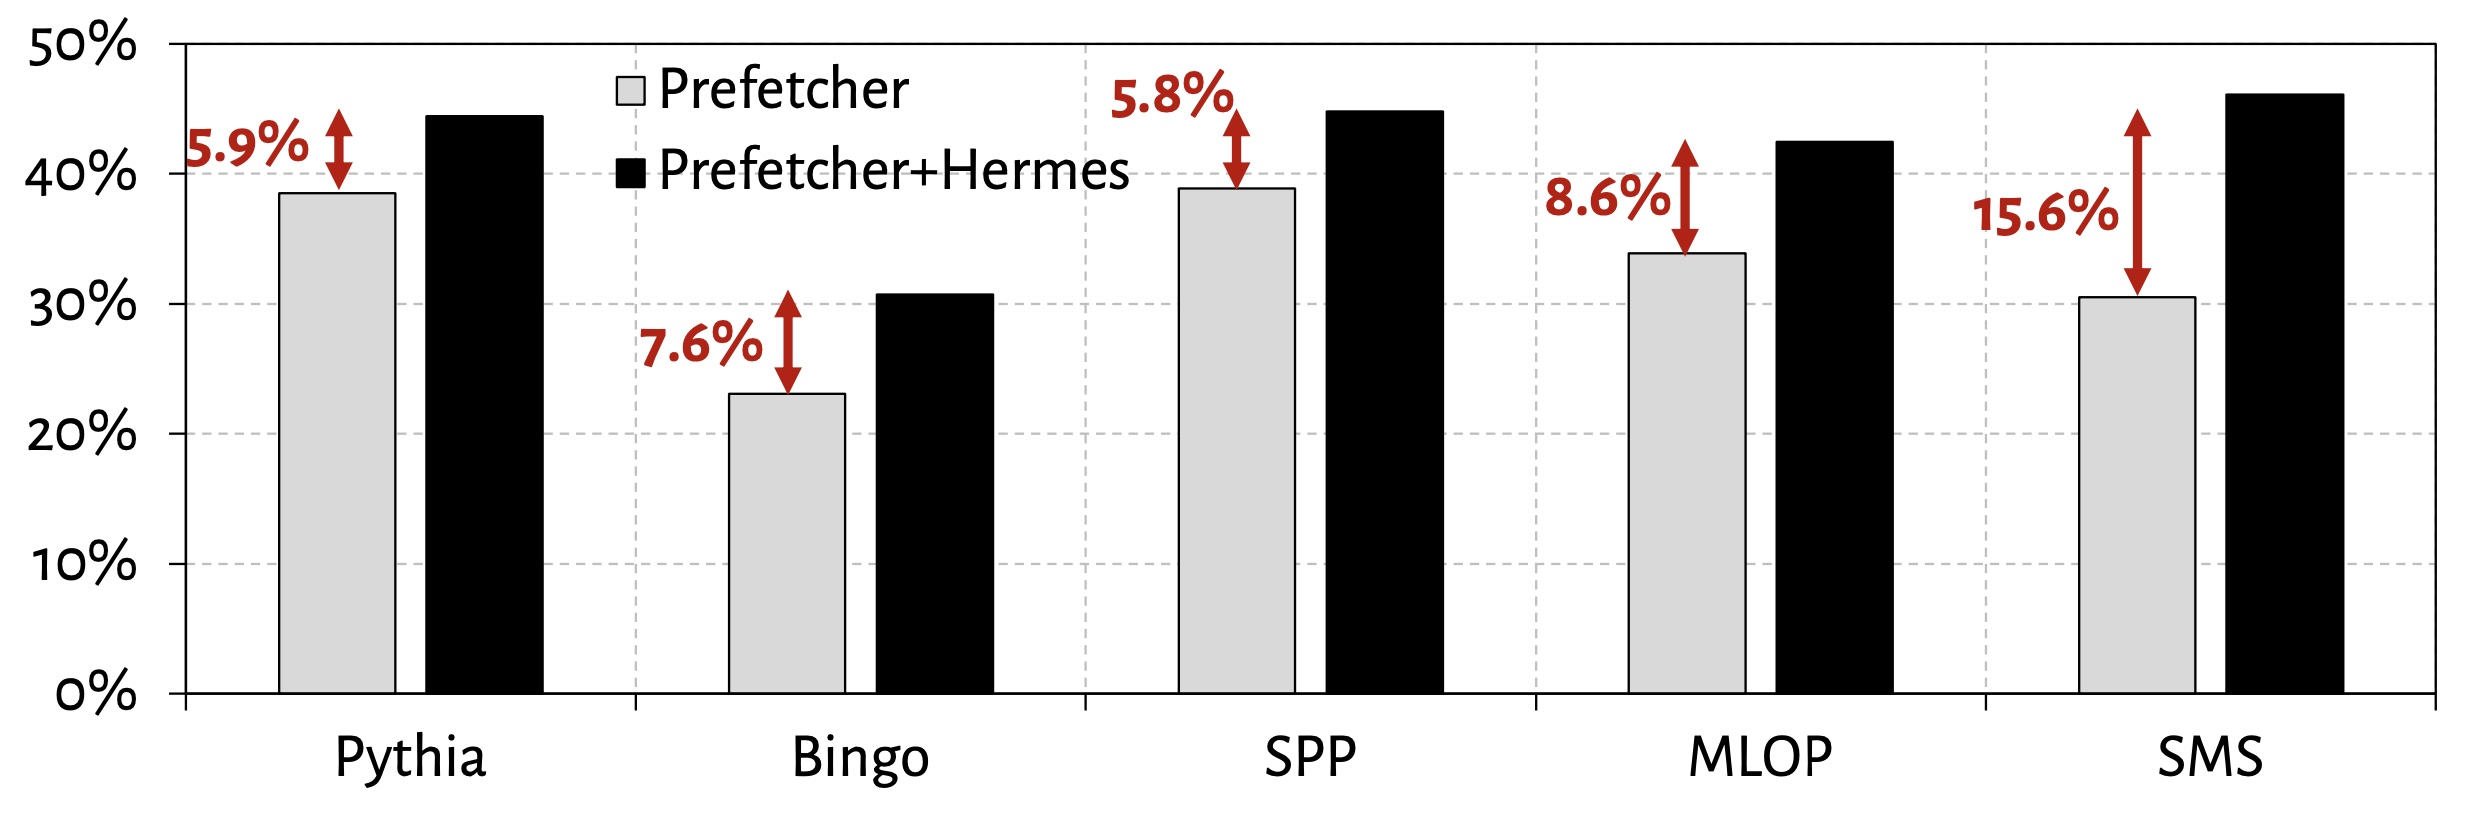 50%
40%
30%
20%
10%
0%
Prefetcher
Prefetcher+Hermes
5.9%
7.6%
5.8%
8.6%
15.6%
Pythia
Bingo
SPP
MLOP
SMS